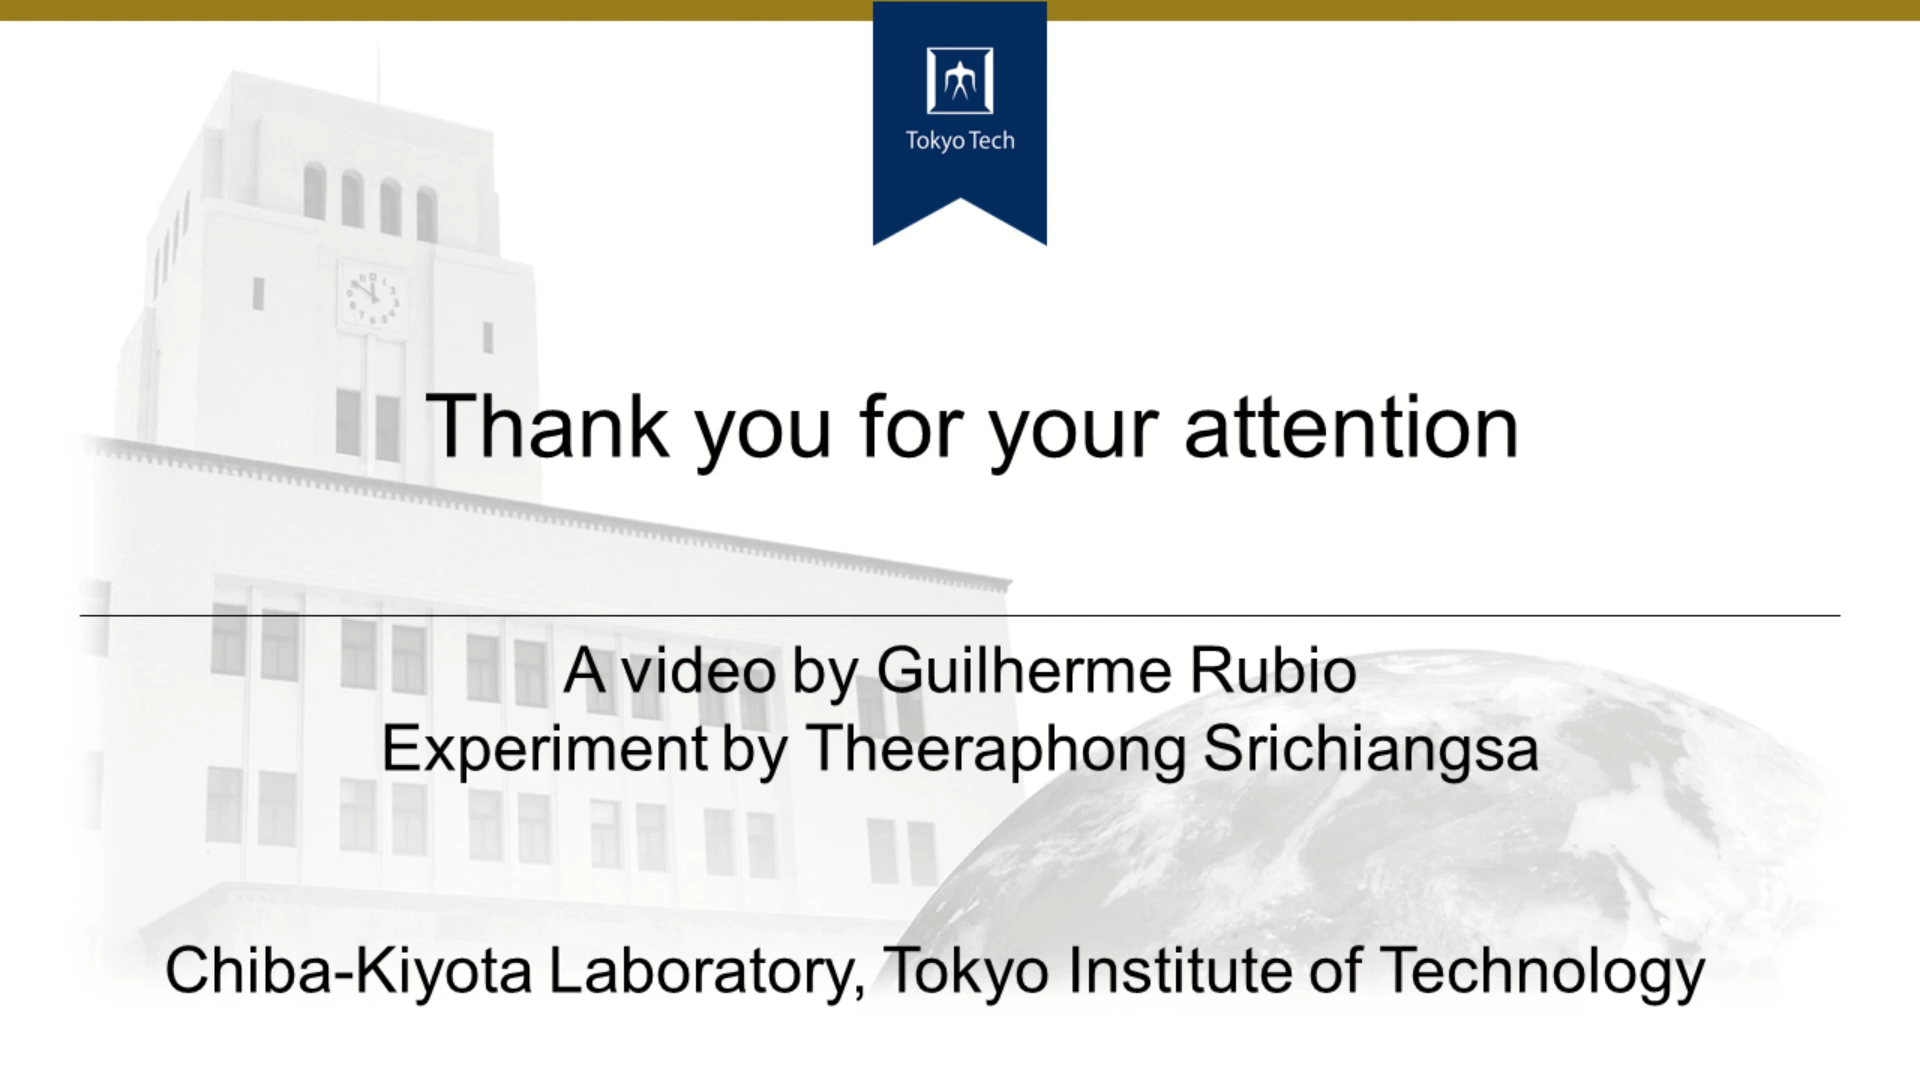 Tokyo Tech
Thank you for your attention
A video by Guilherme Rubio
Experiment by Theeraphong Srichiangsa
Chiba-Kiyota Laboratory, Tokyo Institute of Technology